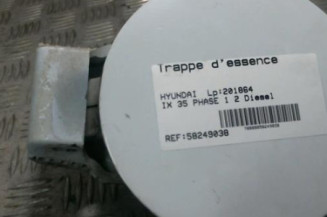 Trappe d'essence
HYUNDAI Lp:201864
IX 35 PHASE 1 2 Diesel
REF:58249038